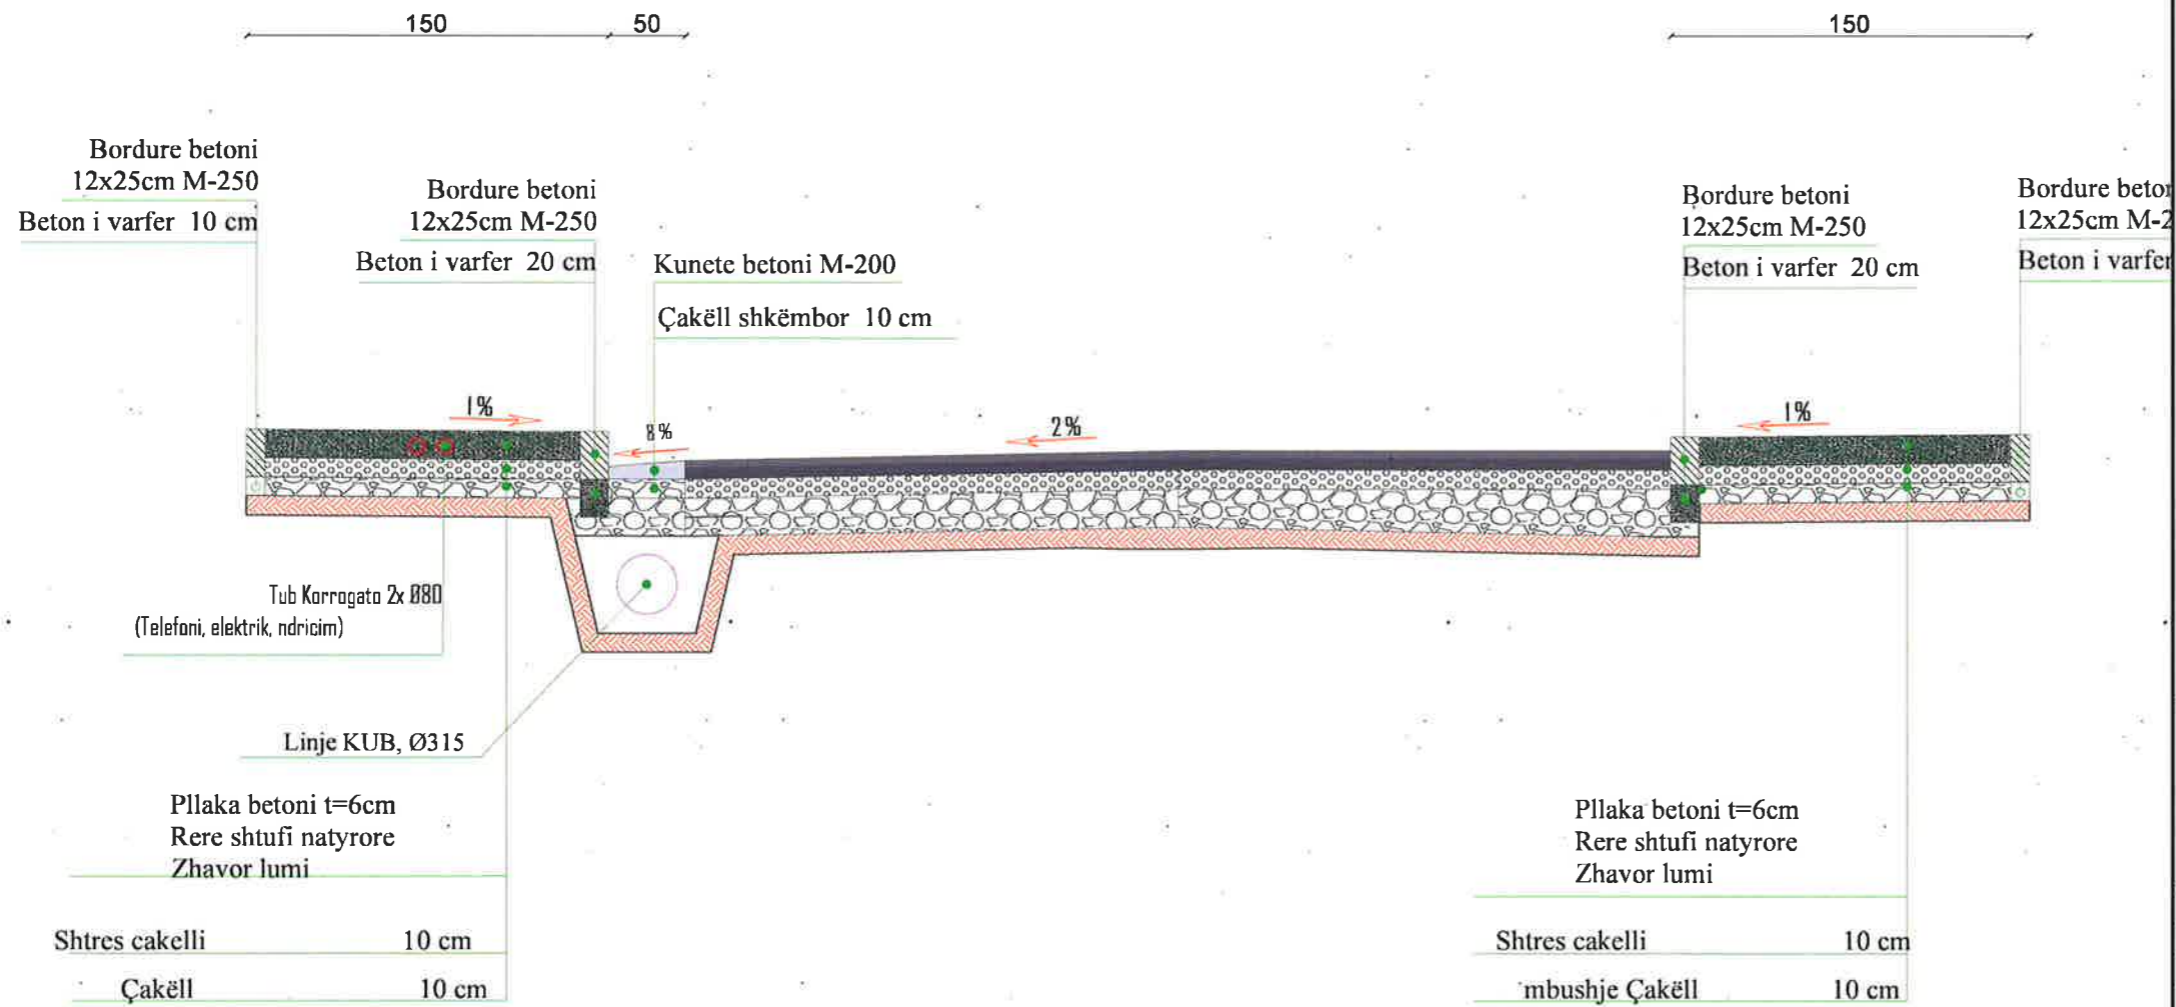 150
50
150
Bordure betoni
12x25cm M-250
Beton i varfer 10 cm
Bordure betoni
12x25cm M-250
Beton i varfer 20 cm
Kunete betoni M-200
Çakëll shkëmbor 10 cm
Bordure betoni
12x25cm M-250
Beton i varfer 20 cm
Bordure
12x25cm
Beton i varfer
1%
8%
2%
1%
Tub Korrogato 2x Ø80
(Telefoni, elektrik, ndricim)
Linje KUB, Ø315
Pllaka betoni t=6cm
Rere shtufi natyrore
Zhavor lumi
Shtres cakelli 10 cm
Çakëll 10 cm
Pllaka betoni t=6cm
Rere shtufi natyrore
Zhavor lumi
Shtres cakelli 10 cm
mbushje Çakëll 10 cm